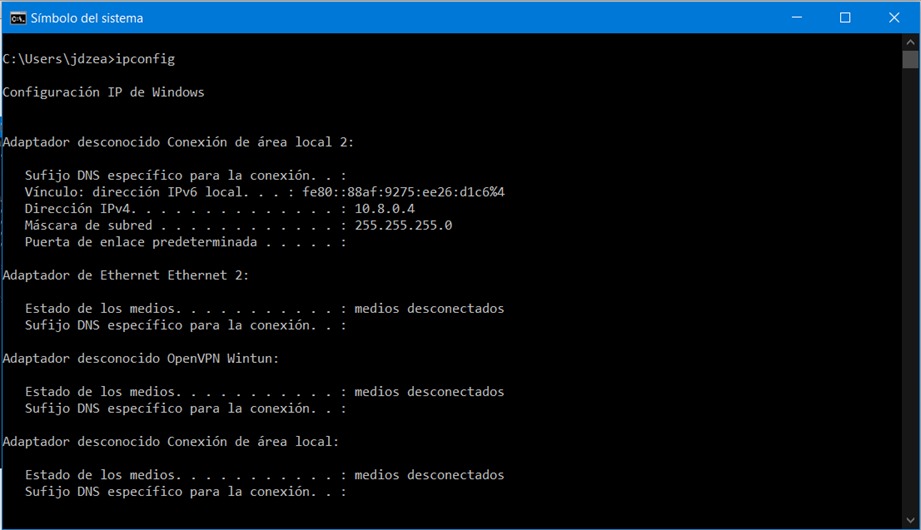 Símbolo del sistema
C:\Users\jdzea>ipconfig
Configuración IP de Windows
Adaptador desconocido Conexión de área local 2:
Sufijo DNS específico para la conexión. . :
Vínculo: dirección IPv6 local. . . : fe80::88af:9275:ee26:d1c6%4
Dirección IPv4. . . . . . . . . . . . . . : 10.8.0.4
Máscara de subred . . . . . . . . . . . . : 255.255.255.0
Puerta de enlace predeterminada . . . . . :
Adaptador de Ethernet Ethernet 2:
Estado de los medios. . . . . . . . . . . : medios desconectados
Sufijo DNS específico para la conexión. . :
Adaptador desconocido OpenVPN Wintun:
Estado de los medios. . . . . . . . . . . : medios desconectados
Sufijo DNS específico para la conexión. . :
Adaptador desconocido Conexión de área local:
Estado de los medios. . . . . . . . . . . : medios desconectados
Sufijo DNS específico para la conexión. . :